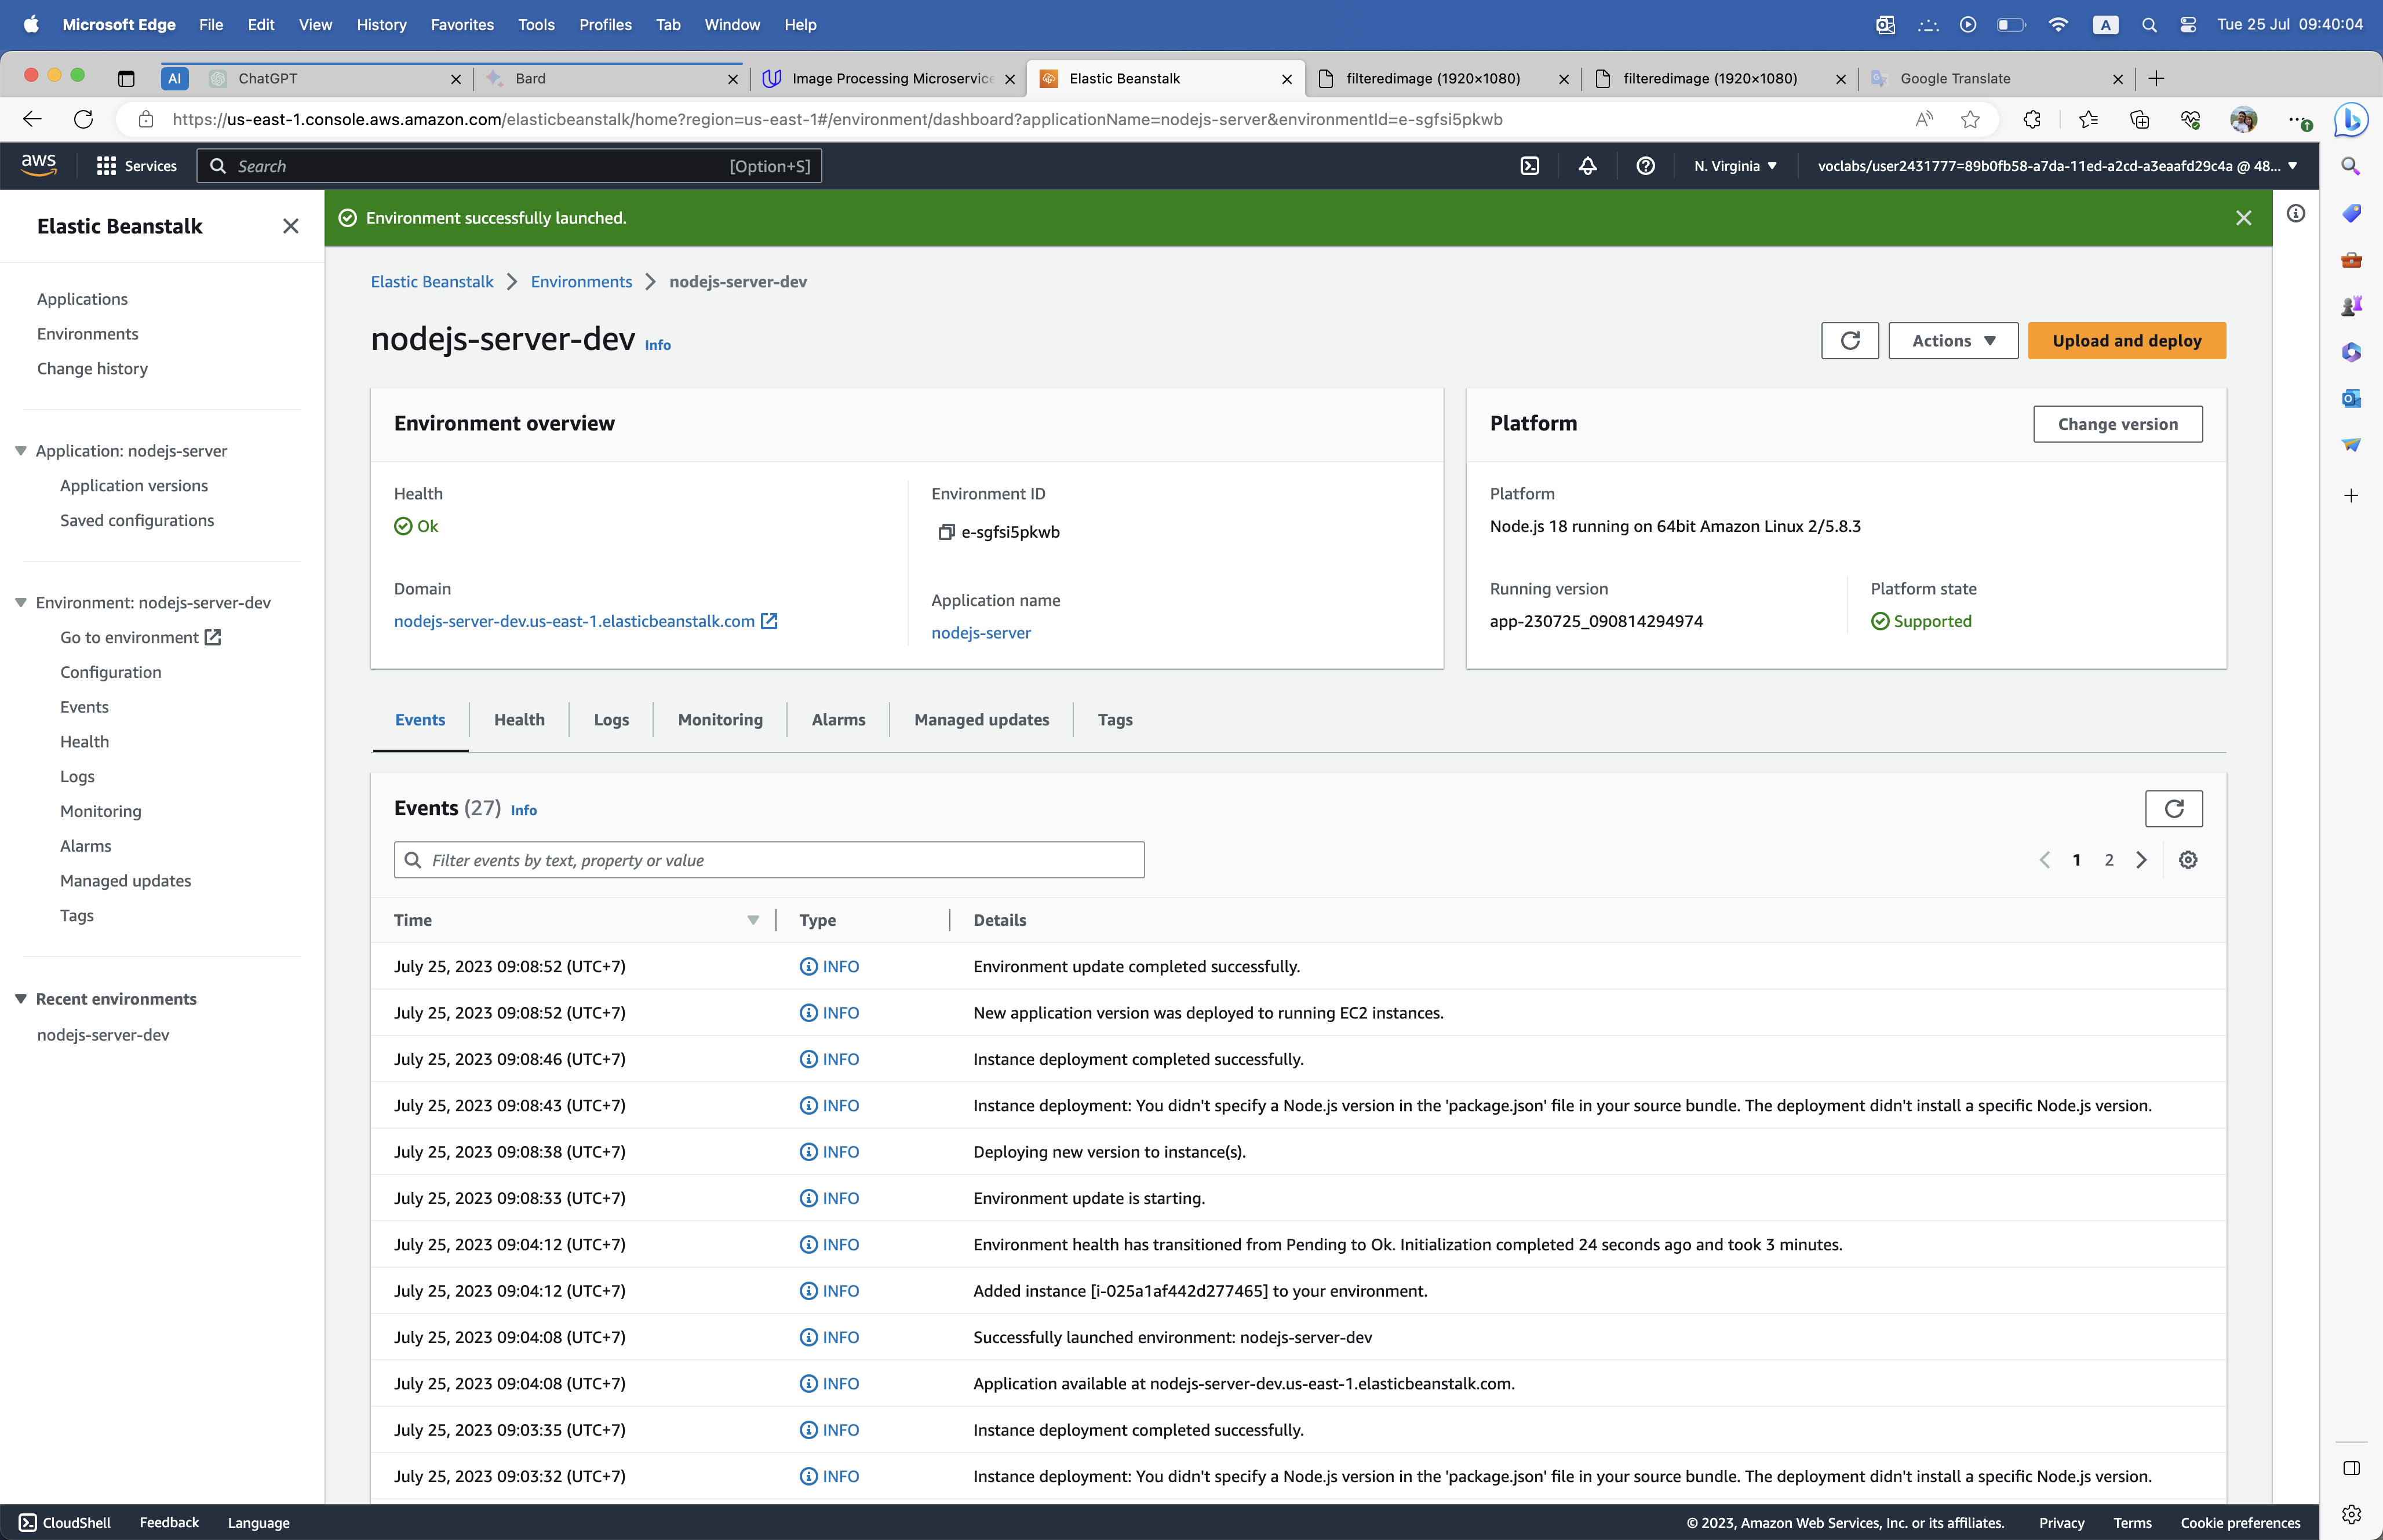 Microsoft Edge File Edit View History Favorites Tools Profiles Tab Window Help A Tue 25 Jul 09:40:04
AI ChatGPT Bard Image Processing Microservice Elastic Beanstalk filteredimage (1920×1080) filteredimage (1920×1080) Google Translate
https://us-east-1.console.aws.amazon.com/elasticbeanstalk/home?region=us-east-1#/environment/dashboard?applicationName=nodejs-server&environmentId=e-sgfsi5pkwb
aws Services Search [Option+S] N. Virginia voclabs/user2431777=89b0fb58-a7da-11ed-a2cd-a3eaafd29c4a @ 48...
Elastic Beanstalk
Applications
Environments
Change history
Application: nodejs-server
Application versions
Saved configurations
Environment: nodejs-server-dev
Go to environment
Configuration
Events
Health
Logs
Monitoring
Alarms
Managed updates
Tags
Recent environments
nodejs-server-dev
Environment successfully launched.
Elastic Beanstalk Environments nodejs-server-dev
nodejs-server-dev Info
Actions Upload and deploy
Environment overview
Health
Ok
Domain
nodejs-server-dev.us-east-1.elasticbeanstalk.com
Environment ID
e-sgfsi5pkwb
Application name
nodejs-server
Platform
Change version
Platform
Node.js 18 running on 64bit Amazon Linux 2/5.8.3
Running version
app-230725_090814294974
Platform state
Supported
Events Health Logs Monitoring Alarms Managed updates Tags
Events (27) Info
Filter events by text, property or value
1 2
Time Type Details
July 25, 2023 09:08:52 (UTC+7) INFO Environment update completed successfully.
July 25, 2023 09:08:52 (UTC+7) INFO New application version was deployed to running EC2 instances.
July 25, 2023 09:08:46 (UTC+7) INFO Instance deployment completed successfully.
July 25, 2023 09:08:43 (UTC+7) INFO Instance deployment: You didn't specify a Node.js version in the 'package.json' file in your source bundle. The deployment didn't install a specific Node.js version.
July 25, 2023 09:08:38 (UTC+7) INFO Deploying new version to instance(s).
July 25, 2023 09:08:33 (UTC+7) INFO Environment update is starting.
July 25, 2023 09:04:12 (UTC+7) INFO Environment health has transitioned from Pending to Ok. Initialization completed 24 seconds ago and took 3 minutes.
July 25, 2023 09:04:12 (UTC+7) INFO Added instance [i-025a1af442d277465] to your environment.
July 25, 2023 09:04:08 (UTC+7) INFO Successfully launched environment: nodejs-server-dev
July 25, 2023 09:04:08 (UTC+7) INFO Application available at nodejs-server-dev.us-east-1.elasticbeanstalk.com.
July 25, 2023 09:03:35 (UTC+7) INFO Instance deployment completed successfully.
July 25, 2023 09:03:32 (UTC+7) INFO Instance deployment: You didn't specify a Node.js version in the 'package.json' file in your source bundle. The deployment didn't install a specific Node.js version.
CloudShell Feedback Language © 2023, Amazon Web Services, Inc. or its affiliates. Privacy Terms Cookie preferences